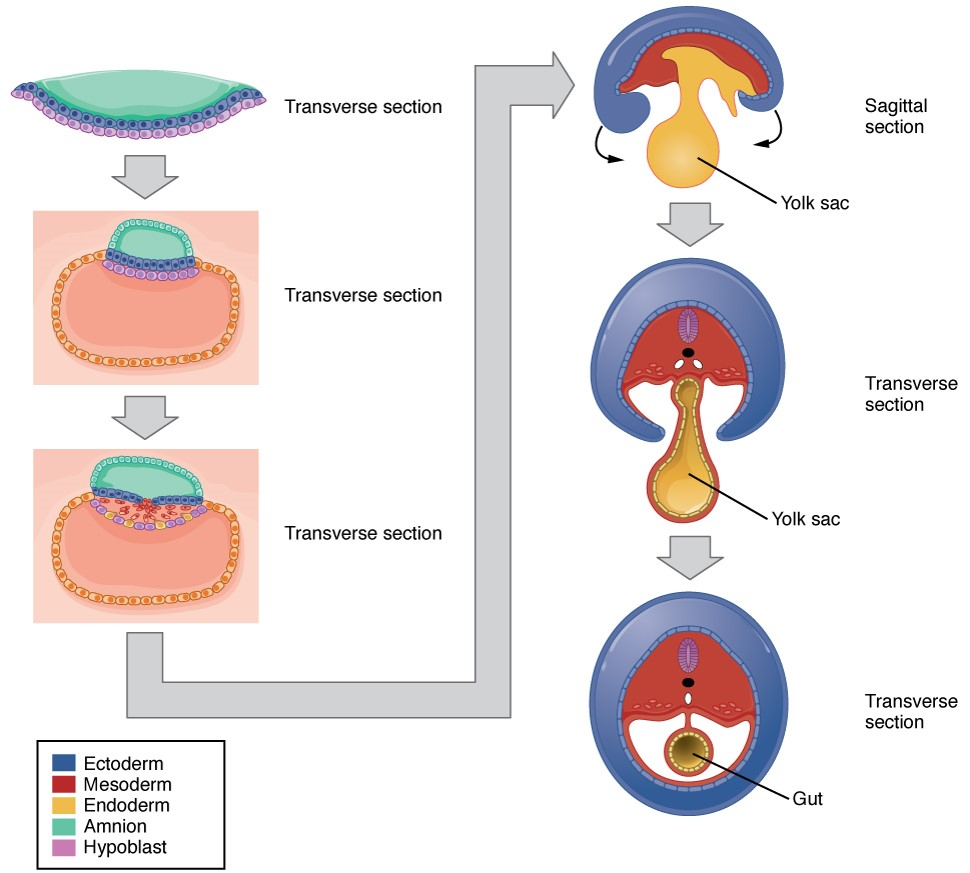 Transverse section
Transverse section
Transverse section
Sagittal
section
Yolk sac
Transverse
section
Yolk sac
Transverse
section
Gut
Ectoderm
Mesoderm
Endoderm
Amnion
Hypoblast